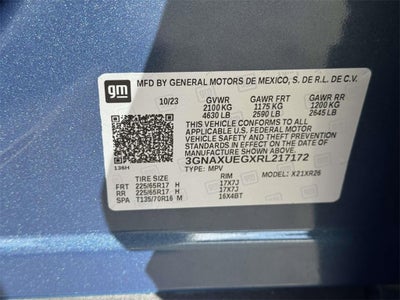 gm
MFD BY GENERAL MOTORS DE MEXICO, S. DE R.L. DE C.V.
10/23 GVWR GAWR FRT GAWR RR
2100 KG 1175 KG 1200 KG
4630 LB 2590 LB 2645 LB
THIS VEHICLE CONFORMS TO ALL
APPLICABLE U.S. FEDERAL MOTOR
VEHICLE SAFETY AND THEFT
PREVENTION STANDARDS IN EFFECT
ON THE DATE OF MANUFACTURE
SHOWN ABOVE.
3GNAXUEGXRL217172
136H
TYPE: MPV MODEL: X21XR26
TIRE SIZE RIM
FRT 225/65R17 H 17X7J
RR 225/65R17 H 17X7J
SPA T135/70R16 M 16X4BT